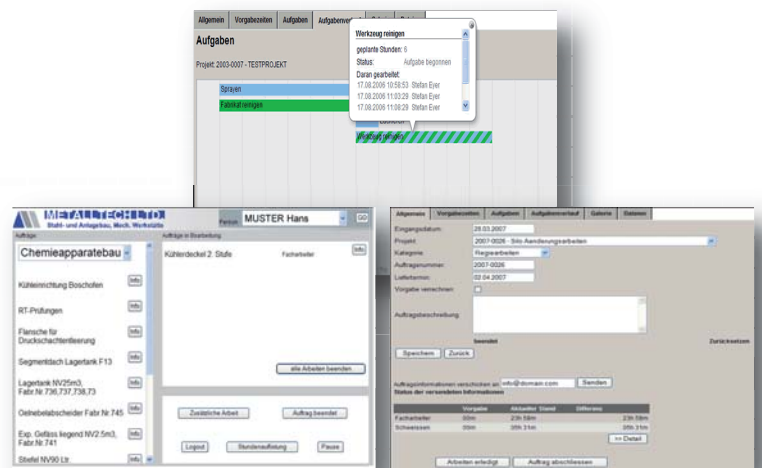 Allgemein Vorgabezeiten Aufgaben
Aufgaben
Projekt: 2003-0007 - TESTPROJEKT
Werkzeug reinigen
geplante Stunden: 6
Status: Aufgabe begonnen
Daran gearbeitet:
17.08.2006 10:58:53 Stefan Eyer
17.08.2006 11:03:29 Stefan Eyer
17.08.2006 11:08:29 Stefan Eyer
Sprayen
Fabrikat reinigen
Werkzeug reinigen
METALLTECH LTD.
Stahl- und Anlagebau, Mech. Werkstätte
Person: MUSTER Hans GO
Aufträge:
Aufträge in Bearbeitung
Chemieapparatebau
Kühlerdeckel 2. Stufe Facharbeiter Info
Kühleinrichtung Boschofen Info
RT-Prüfungen Info
Flansche für Info
Druckschachtentleerung
Segmentdach Lagertank F13 Info
alle Arbeiten beenden
Lagertank NV25m3, Info
Fabr.Nr 736,737,738,73
Oelnebelabscheider Fabr.Nr.745 Info
Exp. Gefäss liegend NV2.5m3, Info
Fabr.Nr.741
Stiefel NV90 Ltr. Info
Zusätzliche Arbeit Auftrag beendet
Logout Stundenauflistung Pause
Allgemein Vorgabezeiten Aufgaben Aufgabenverlauf Galerie Dateien
Eingangsdatum: 28.03.2007
Projekt: 2007-0026 - Silo Aenderungsarbeiten
Kategorie: Regiearbeiten
Auftragsnummer: 2007-0026
Liefertermin: 02.04.2007
Vorgabe verrechnen:
Auftragsbeschreibung:
beendet Zurücksetzen
Speichern Zurück
Auftragsinformationen verschicken an: info@domain.com Senden
Status der versendeten Informationen
Vorgabe Aktueller Stand Differenz
Facharbeiter 00m 23h 58m 23h 58m
Schweissen 00m 35h 31m 35h 31m
>> Detail
Arbeiten erledigt Auftrag abschliessen